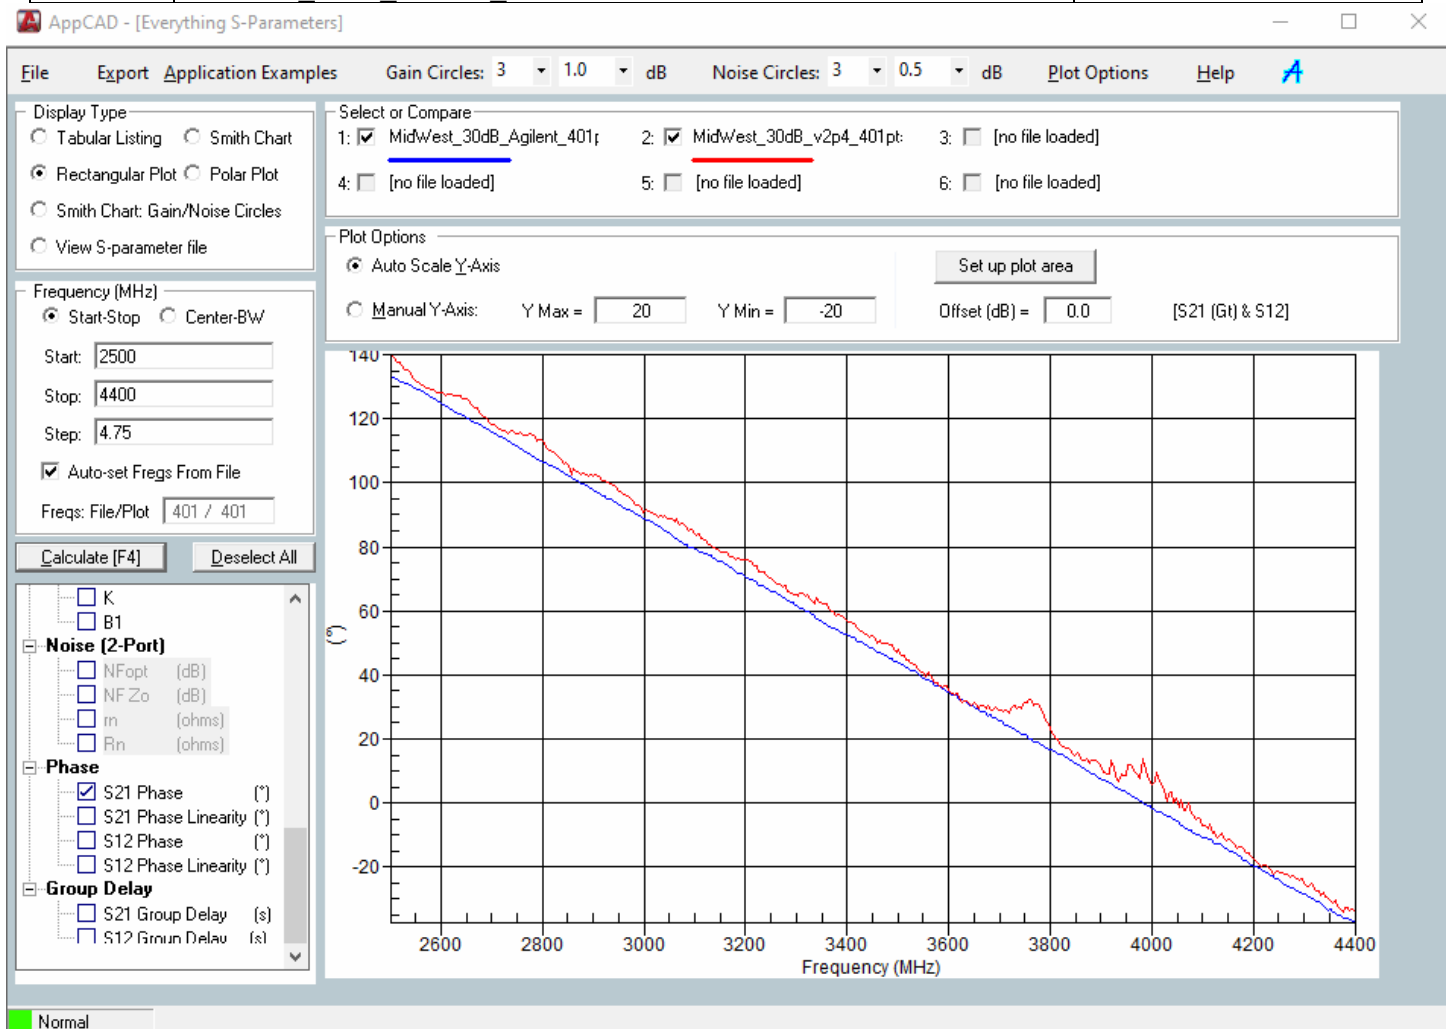 AppCAD - [Everything S-Parameters]
File Export Application Examples Gain Circles: 3 1.0 dB Noise Circles: 3 0.5 dB Plot Options Help A
Display Type
Tabular Listing Smith Chart
Rectangular Plot Polar Plot
Smith Chart: Gain/Noise Circles
View S-parameter file
Select or Compare
1: MidWest_30dB_Agilent_401p 2: MidWest_30dB_v2p4_401pt: 3: [no file loaded]
4: [no file loaded] 5: [no file loaded] 6: [no file loaded]
Plot Options
Auto Scale Y-Axis Set up plot area
Manual Y-Axis: Y Max = 20 Y Min = -20 Offset (dB) = 0.0 [S21 (Gt) & S12]
Frequency (MHz)
Start-Stop Center-BW
Start: 2500
Stop: 4400
Step: 4.75
Auto-set Freqs From File
Freqs: File/Plot 401 / 401
Calculate [F4] Deselect All
K
B1
Noise (2-Port)
NFopt (dB)
NF Zo (dB)
rn (ohms)
Rn (ohms)
Phase
S21 Phase (°)
S21 Phase Linearity (°)
S12 Phase (°)
S12 Phase Linearity (°)
Group Delay
S21 Group Delay (s)
S12 Group Delay (s)
140
120
100
80
60
40
20
0
-20
(°)
2600 2800 3000 3200 3400 3600 3800 4000 4200 4400
Frequency (MHz)
Normal